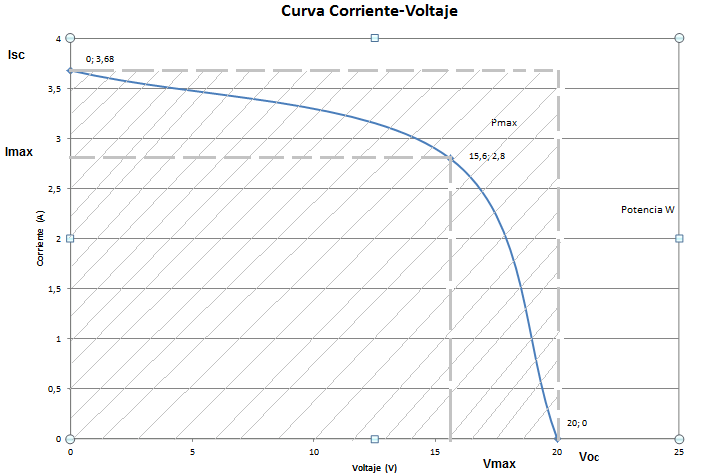 Curva Corriente-Voltaje
4
Isc
0; 3,68
3,5
Pmax
3
Imax
15,6; 2,8
2,5
Potencia W
Corriente (A)
2
1,5
1
0,5
20; 0
0
0
5
10
15
20
25
Voltaje (V)
Vmax
Voc